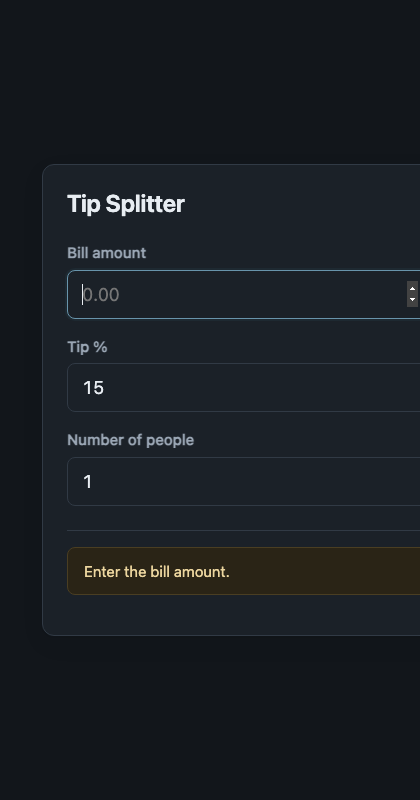 Tip Splitter
Bill amount
0.00
Tip %
15
Number of people
1
Enter the bill amount.